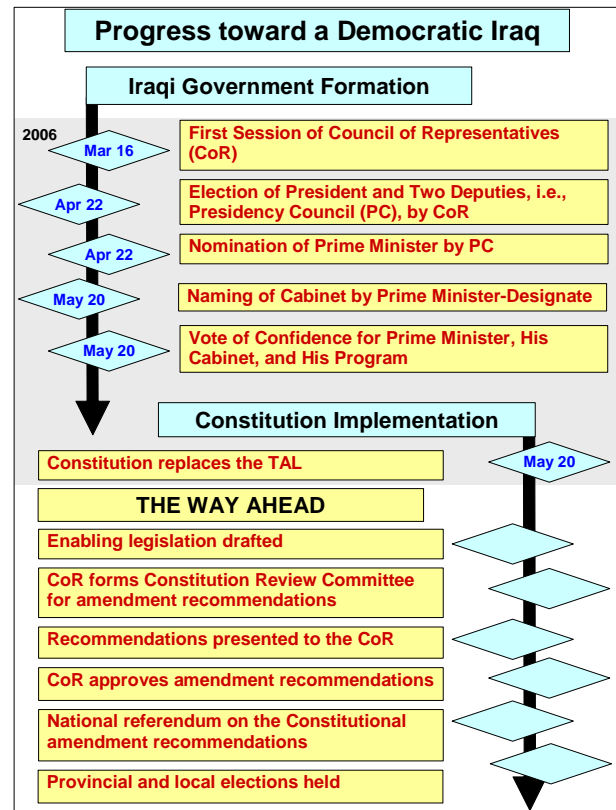 Progress toward a Democratic Iraq
Iraqi Government Formation
2006
Mar 16
First Session of Council of Representatives
(CoR)
Apr 22
Election of President and Two Deputies, i.e.,
Presidency Council (PC), by CoR
Apr 22
Nomination of Prime Minister by PC
May 20
Naming of Cabinet by Prime Minister-Designate
May 20
Vote of Confidence for Prime Minister, His
Cabinet, and His Program
Constitution Implementation
Constitution replaces the TAL
May 20
THE WAY AHEAD
Enabling legislation drafted
CoR forms Constitution Review Committee
for amendment recommendations
Recommendations presented to the CoR
CoR approves amendment recommendations
National referendum on the Constitutional
amendment recommendations
Provincial and local elections held